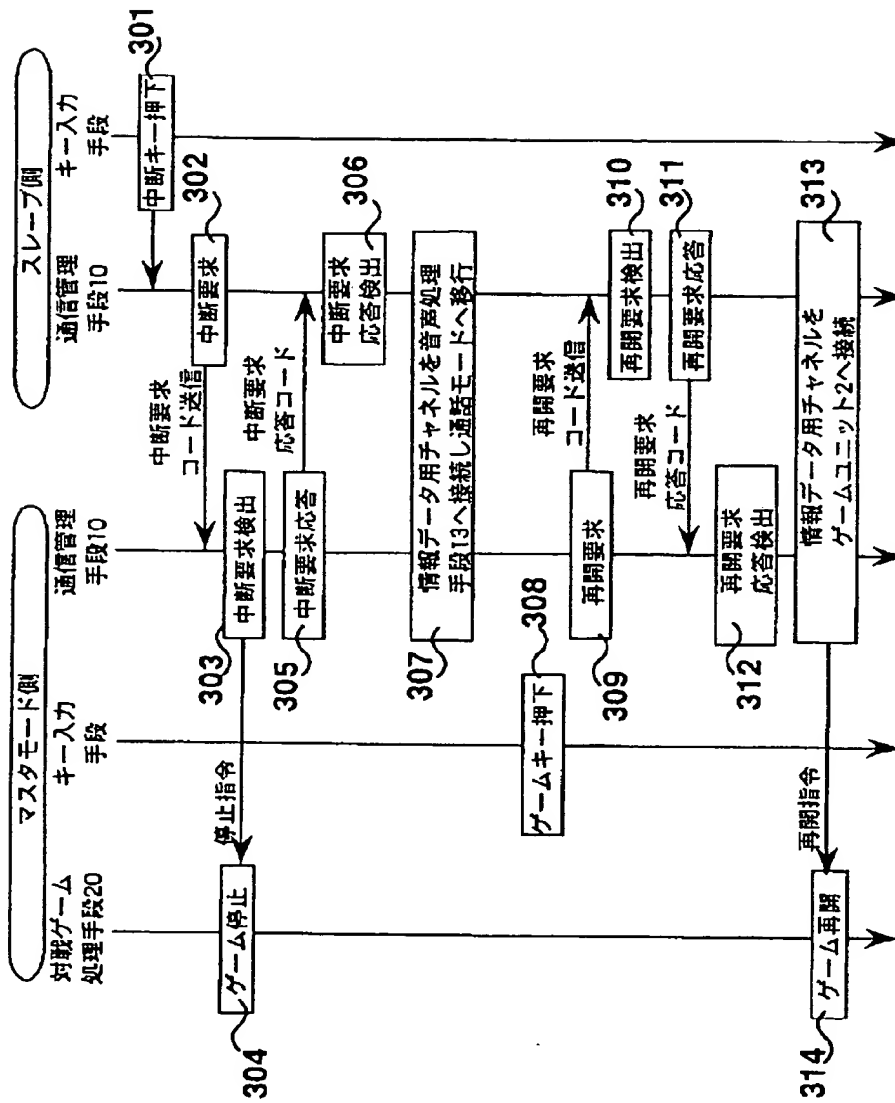 マスタモード側
スレーブ側
対戦ゲーム
処理手段20
キー入力
手段
通信管理
手段10
通信管理
手段10
キー入力
手段
中断キー押下
301
中断要求
302
中断要求
コード送信
中断要求検出
303
停止指令
ゲーム停止
304
中断要求応答
305
中断要求
応答コード
中断要求
応答検出
306
情報データ用チャネルを音声処理
手段13へ接続し通話モードへ移行
307
ゲームキー押下
308
再開要求
309
再開要求
コード送信
再開要求検出
310
再開要求応答
311
再開要求
応答コード
再開要求
応答検出
312
情報データ用チャネルを
ゲームユニット2へ接続
313
再開指令
ゲーム再開
314